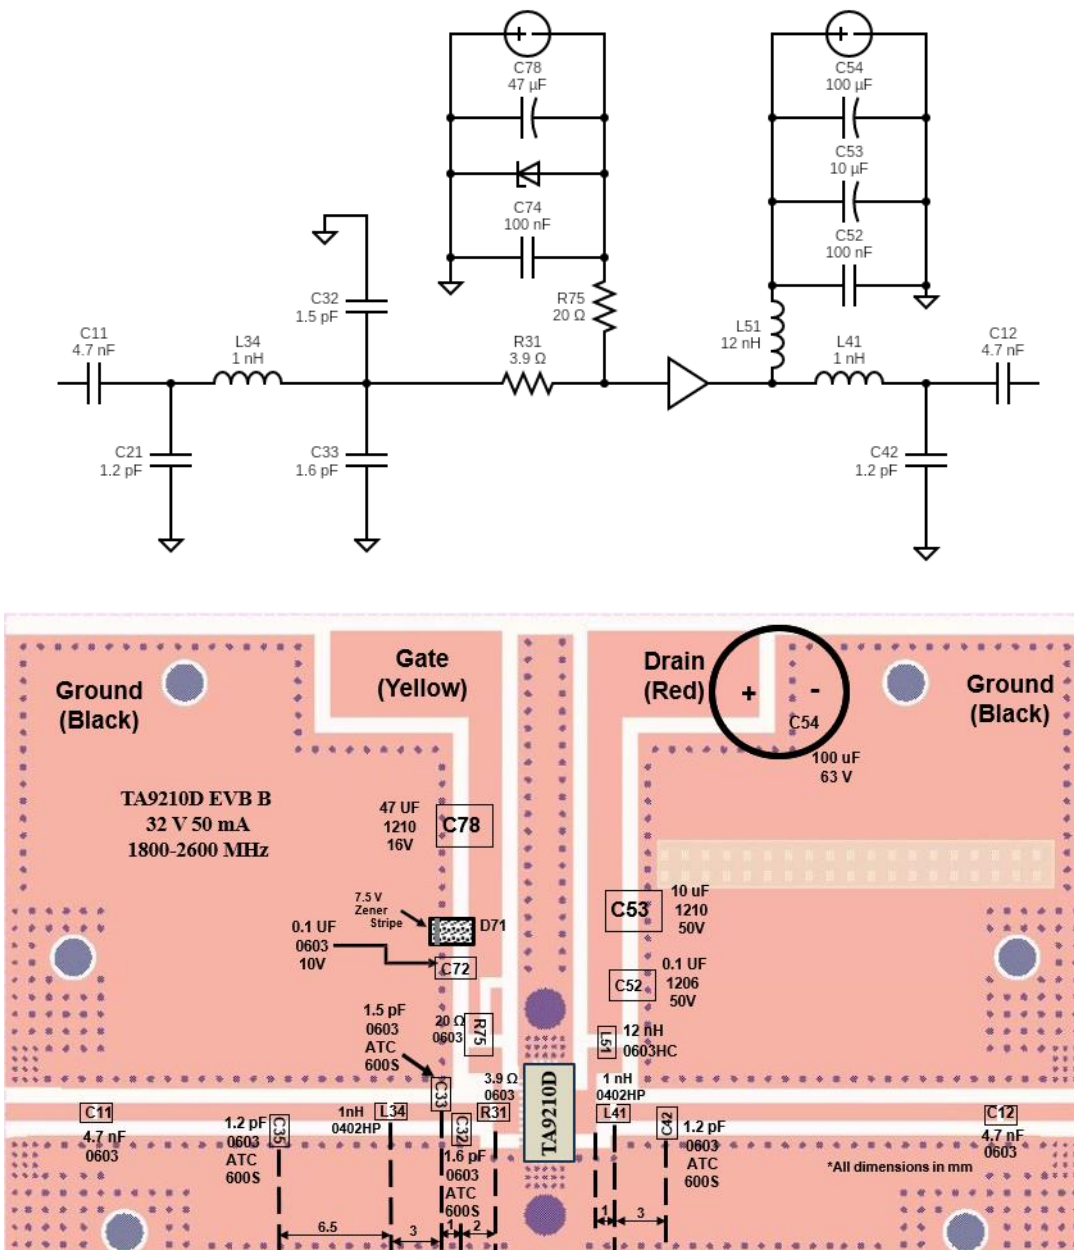 C78
47 µF
C54
100 µF
C53
10 µF
C74
100 nF
C52
100 nF
C32
1.5 pF
R75
20 Ω
C11
4.7 nF
L34
1 nH
R31
3.9 Ω
L51
12 nH
L41
1 nH
C12
4.7 nF
C21
1.2 pF
C33
1.6 pF
C42
1.2 pF
Ground
(Black)
Gate
(Yellow)
Drain
(Red)
+ -
C54
100 uF
63 V
Ground
(Black)
TA9210D EVB B
32 V 50 mA
1800-2600 MHz
47 UF
1210
16V
C78
7.5 V
Zener
Stripe
D71
0.1 UF
0603
10V
C72
C53
10 uF
1210
50V
C52
0.1 UF
1206
50V
1.5 pF
0603
ATC
600S
20 Ω
0603
R75
L51
12 nH
0603HC
C33
3.9 Ω
0603
R31
TA9210D
1 nH
0402HP
L41
C11
4.7 nF
0603
1.2 pF
0603
ATC
600S
C35
1nH
0402HP
L34
C32
1.6 pF
0603
ATC
600S
C42
1.2 pF
0603
ATC
600S
C12
4.7 nF
0603
*All dimensions in mm
6.5
3
1
2
1
3